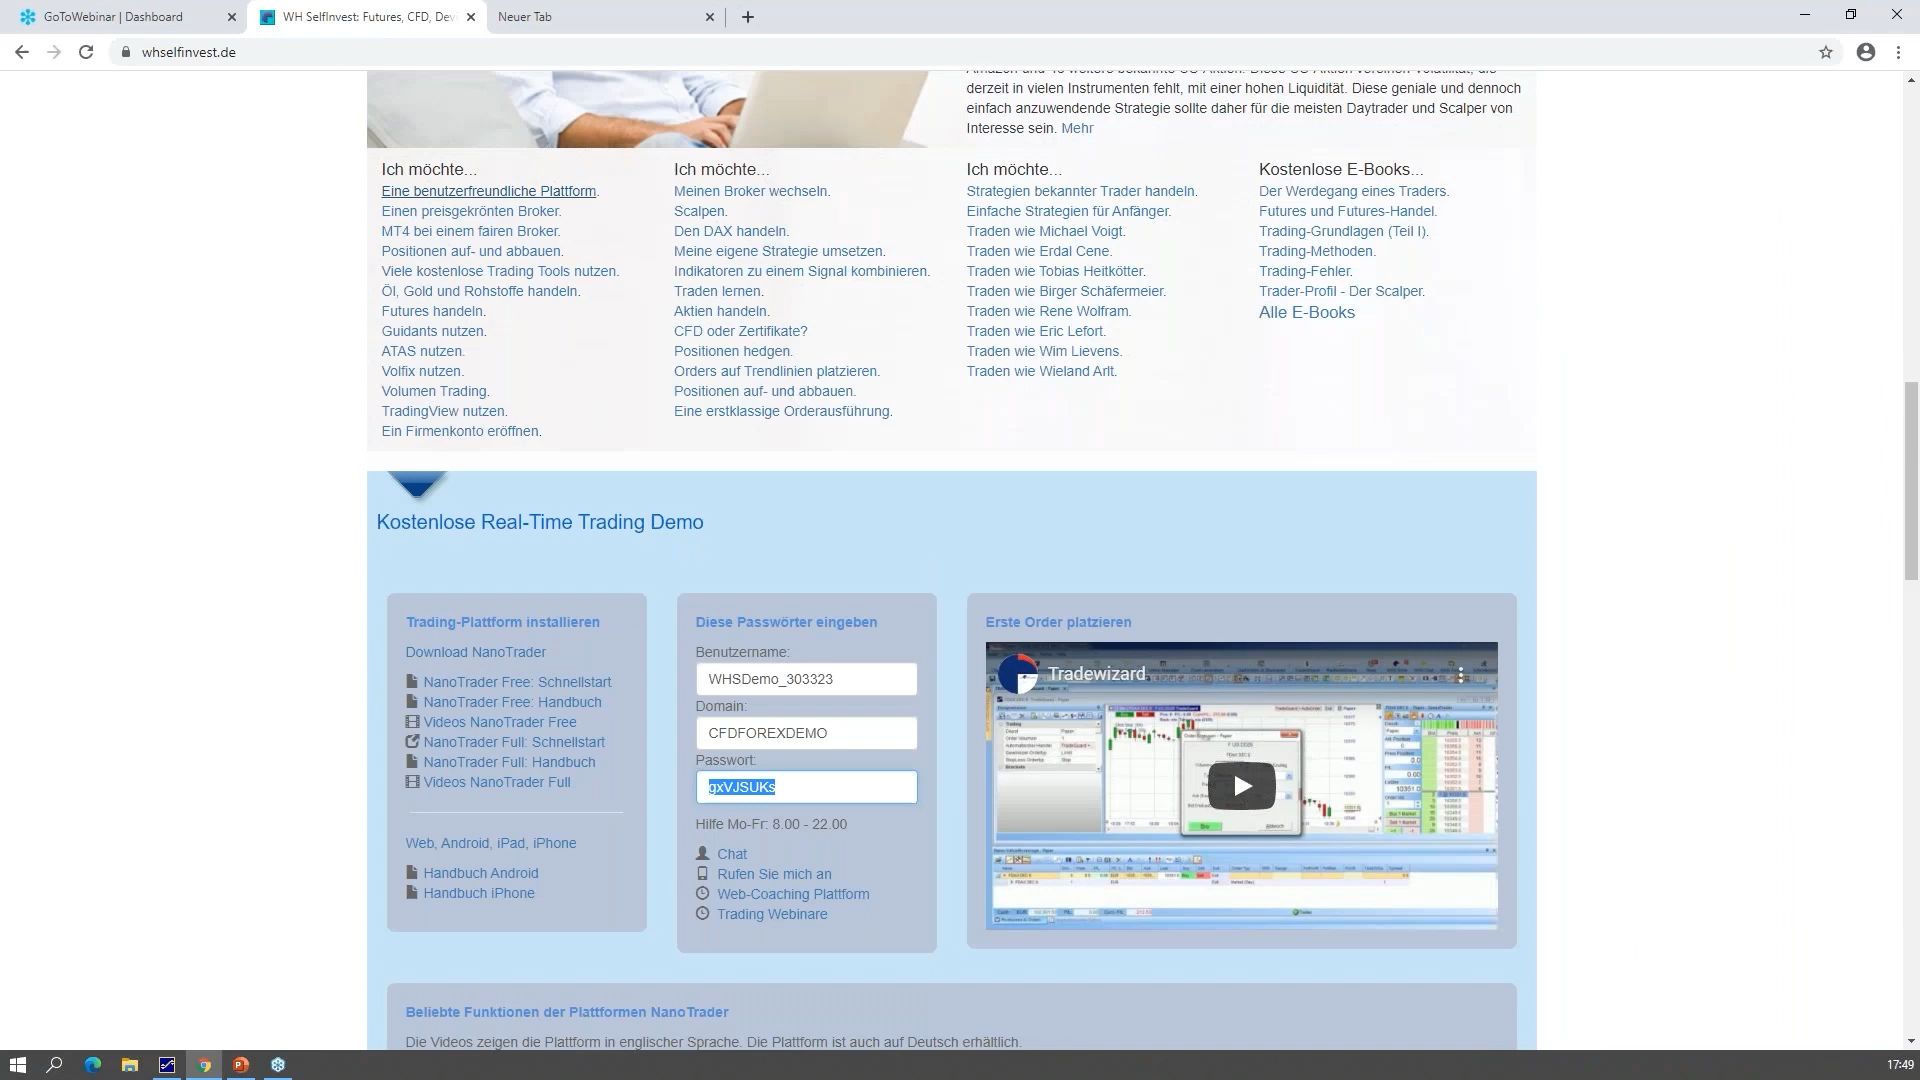 GoToWebinar | Dashboard
WH SelfInvest: Futures, CFD, Dev
Neuer Tab
whselfinvest.de
derzeit in vielen Instrumenten fehlt, mit einer hohen Liquidität. Diese geniale und dennoch
einfach anzuwendende Strategie sollte daher für die meisten Daytrader und Scalper von
Interesse sein. Mehr
Ich möchte...
Eine benutzerfreundliche Plattform.
Einen preisgekrönten Broker.
MT4 bei einem fairen Broker.
Positionen auf- und abbauen.
Viele kostenlose Trading Tools nutzen.
Öl, Gold und Rohstoffe handeln.
Futures handeln.
Guidants nutzen.
ATAS nutzen.
Volfix nutzen.
Volumen Trading.
TradingView nutzen.
Ein Firmenkonto eröffnen.
Ich möchte...
Meinen Broker wechseln.
Scalpen.
Den DAX handeln.
Meine eigene Strategie umsetzen.
Indikatoren zu einem Signal kombinieren.
Traden lernen.
Aktien handeln.
CFD oder Zertifikate?
Positionen hedgen.
Orders auf Trendlinien platzieren.
Positionen auf- und abbauen.
Eine erstklassige Orderausführung.
Ich möchte...
Strategien bekannter Trader handeln.
Einfache Strategien für Anfänger.
Traden wie Michael Voigt.
Traden wie Erdal Cene.
Traden wie Tobias Heitkötter.
Traden wie Birger Schäfermeier.
Traden wie Rene Wolfram.
Traden wie Eric Lefort.
Traden wie Wim Lievens.
Traden wie Wieland Arlt.
Kostenlose E-Books...
Der Werdegang eines Traders.
Futures und Futures-Handel.
Trading-Grundlagen (Teil I).
Trading-Methoden.
Trading-Fehler.
Trader-Profil - Der Scalper.
Alle E-Books
Kostenlose Real-Time Trading Demo
Trading-Plattform installieren
Download NanoTrader
NanoTrader Free: Schnellstart
NanoTrader Free: Handbuch
Videos NanoTrader Free
NanoTrader Full: Schnellstart
NanoTrader Full: Handbuch
Videos NanoTrader Full
Web, Android, iPad, iPhone
Handbuch Android
Handbuch iPhone
Diese Passwörter eingeben
Benutzername:
WHSDemo_303323
Domain:
CFDFOREXDEMO
Passwort:
gxVJSUKs
Hilfe Mo-Fr: 8.00 - 22.00
Chat
Rufen Sie mich an
Web-Coaching Plattform
Trading Webinare
Erste Order platzieren
Tradewizard
Beliebte Funktionen der Plattformen NanoTrader
Die Videos zeigen die Plattform in englischer Sprache. Die Plattform ist auch auf Deutsch erhältlich.
17:49